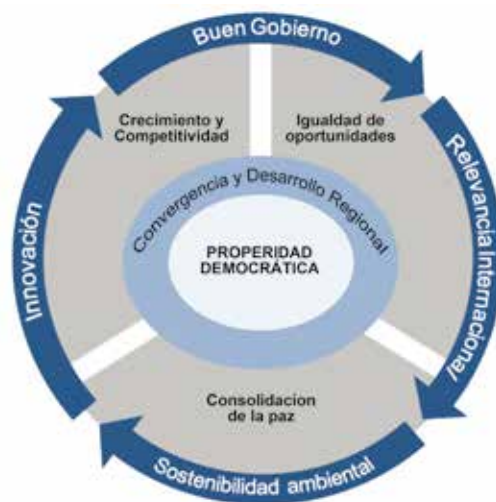 Buen Gobierno
Crecimiento y
Competitividad
Igualdad de
oportunidades
Innovación
Relevancia Internacional
Convergencia y Desarrollo Regional
PROPERIDAD
DEMOCRÁTICA
Consolidacion
de la paz
Sostenibilidad ambiental